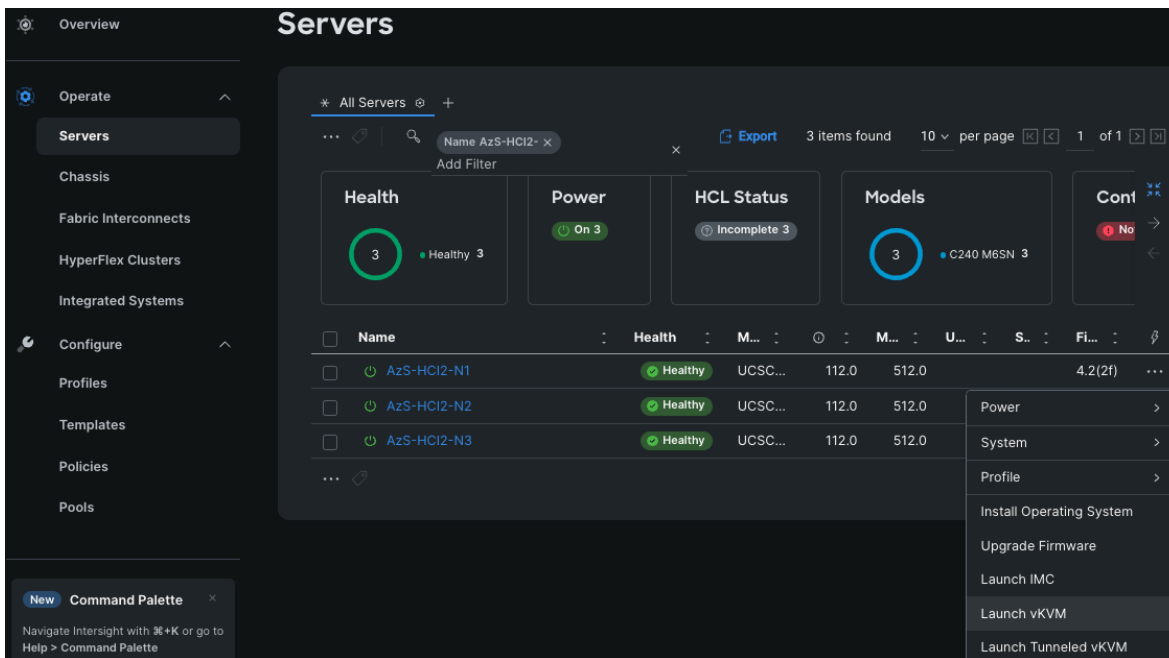 Overview
Operate
Servers
Chassis
Fabric Interconnects
HyperFlex Clusters
Integrated Systems
Configure
Profiles
Templates
Policies
Pools
New Command Palette ×
Navigate Intersight with ⌘+K or go to
Help > Command Palette
Servers
All Servers
Name AzS-HCI2- ×
Add Filter
Export 3 items found 10 per page 1 of 1
Health Power HCL Status Models Cont
3 Healthy 3
On 3
Incomplete 3
3 C240 M6SN 3
No
Name Health M... M... U... S.. Fi...
AzS-HCI2-N1 Healthy UCSC... 112.0 512.0 4.2(2f) ...
AzS-HCI2-N2 Healthy UCSC... 112.0 512.0
AzS-HCI2-N3 Healthy UCSC... 112.0 512.0
Power
System
Profile
Install Operating System
Upgrade Firmware
Launch IMC
Launch vKVM
Launch Tunneled vKVM